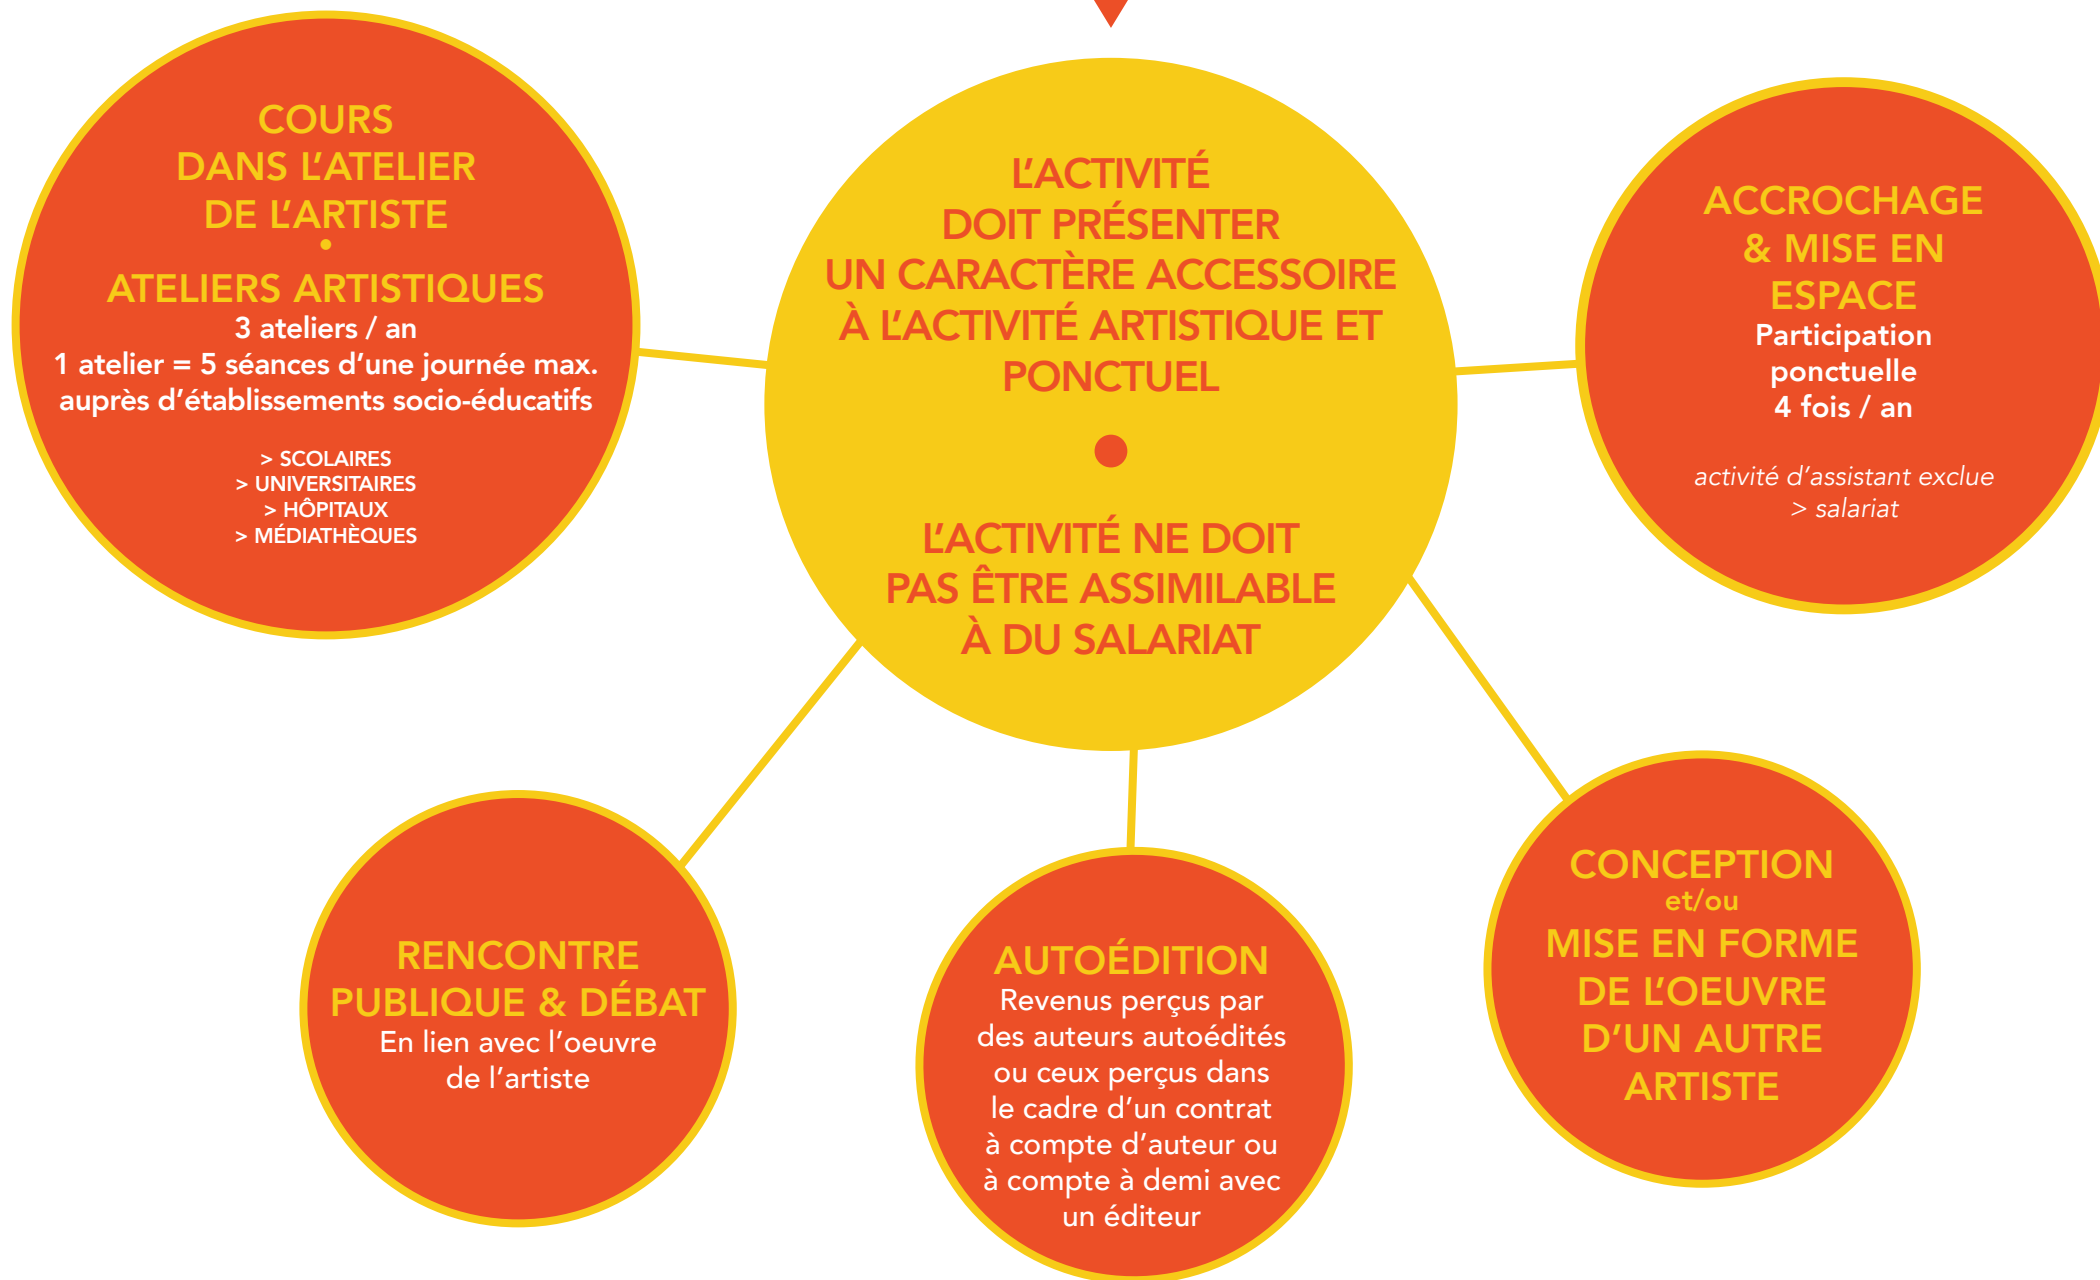 COURS
DANS L'ATELIER
DE L'ARTISTE
•
ATELIERS ARTISTIQUES
3 ateliers / an
1 atelier = 5 séances d'une journée max.
auprès d'établissements socio-éducatifs
> SCOLAIRES
> UNIVERSITAIRES
> HÔPITAUX
> MÉDIATHÈQUES
L'ACTIVITÉ
DOIT PRÉSENTER
UN CARACTÈRE ACCESSOIRE
À L'ACTIVITÉ ARTISTIQUE ET
PONCTUEL
•
L'ACTIVITÉ NE DOIT
PAS ÊTRE ASSIMILABLE
À DU SALARIAT
ACCROCHAGE
& MISE EN
ESPACE
Participation
ponctuelle
4 fois / an
activité d'assistant exclue
> salariat
RENCONTRE
PUBLIQUE & DÉBAT
En lien avec l'oeuvre
de l'artiste
AUTOÉDITION
Revenus perçus par
des auteurs autoédités
ou ceux perçus dans
le cadre d'un contrat
à compte d'auteur ou
à compte à demi avec
un éditeur
CONCEPTION
et/ou
MISE EN FORME
DE L'OEUVRE
D'UN AUTRE
ARTISTE